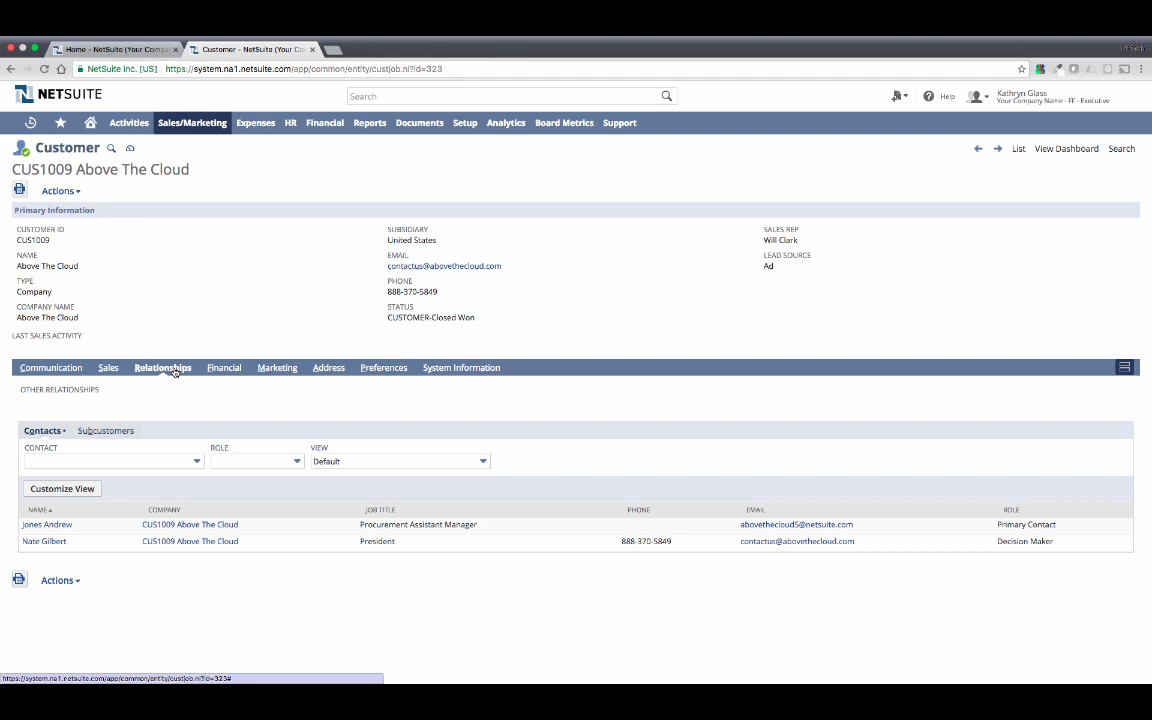 Home - NetSuite (Your Compa
Customer - NetSuite (Your Co
NetSuite Inc. [US]
https://system.na1.netsuite.com/app/common/entity/custjob.nl?id=323
NETSUITE
Search
Help
Kathryn Glass
Your Company Name - FF - Executive
Activities
Sales/Marketing
Expenses
HR
Financial
Reports
Documents
Setup
Analytics
Board Metrics
Support
Customer
List
View Dashboard
Search
CUS1009 Above The Cloud
Actions
Primary Information
CUSTOMER ID
CUS1009
NAME
Above The Cloud
TYPE
Company
COMPANY NAME
Above The Cloud
LAST SALES ACTIVITY
SUBSIDIARY
United States
EMAIL
contactus@abovethecloud.com
PHONE
888-370-5849
STATUS
CUSTOMER-Closed Won
SALES REP
Will Clark
LEAD SOURCE
Ad
Communication
Sales
Relationships
Financial
Marketing
Address
Preferences
System Information
OTHER RELATIONSHIPS
Contacts •
Subcustomers
CONTACT
ROLE
VIEW
Default
Customize View
NAME COMPANY JOB TITLE PHONE EMAIL ROLE
Jones Andrew CUS1009 Above The Cloud Procurement Assistant Manager abovethecloud5@netsuite.com Primary Contact
Nate Gilbert CUS1009 Above The Cloud President 888-370-5849 contactus@abovethecloud.com Decision Maker
Actions
https://system.na1.netsuite.com/app/common/entity/custjob.nl?id=323#